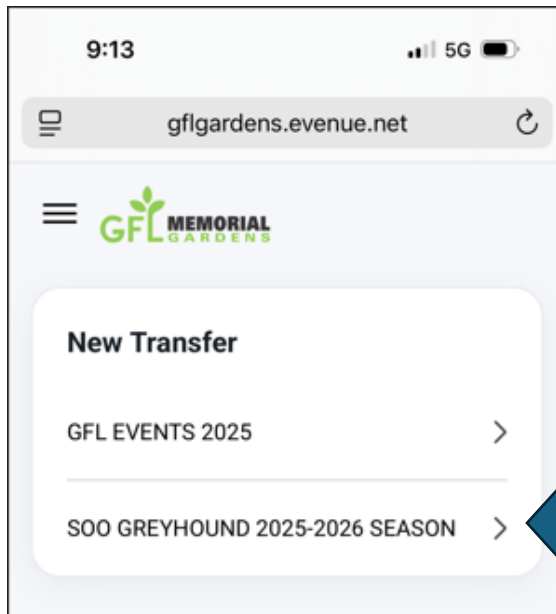 9:13
5G
gflgardens.evenue.net
GFL MEMORIAL
GARDENS
New Transfer
GFL EVENTS 2025
SOO GREYHOUND 2025-2026 SEASON